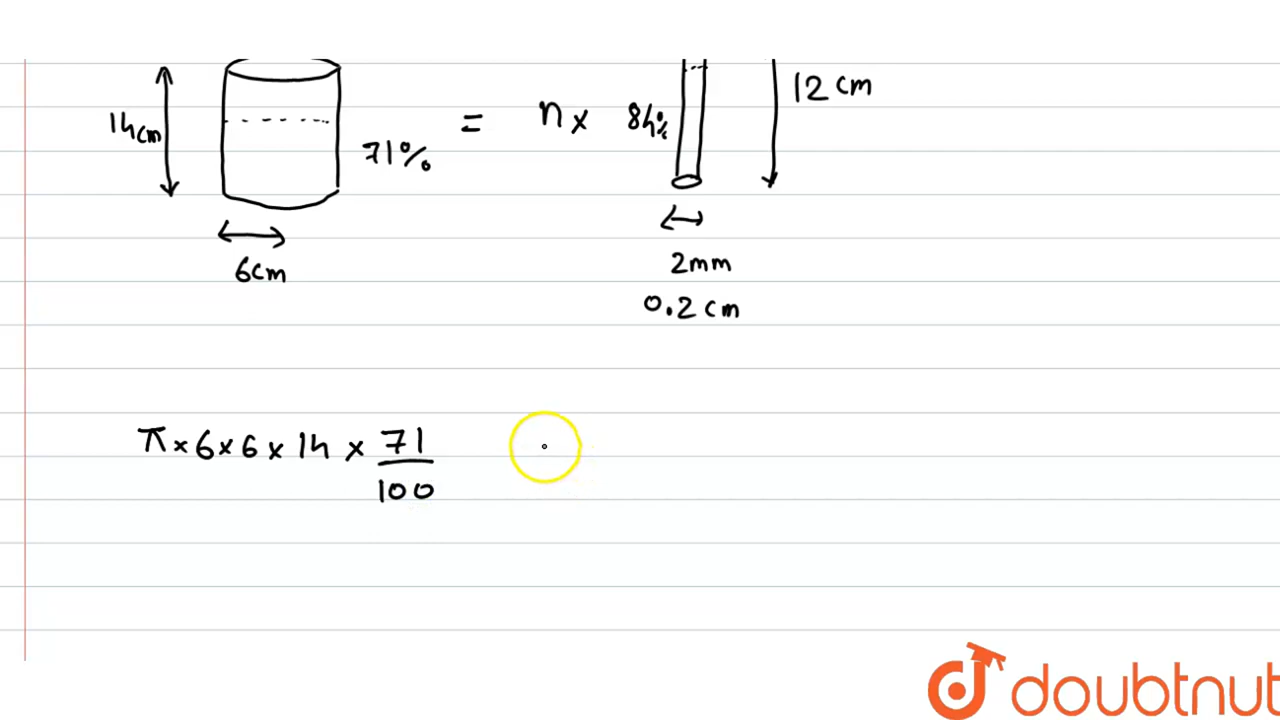 14cm
71%
=
n×
84%
12 cm
6cm
2mm
0.2 cm
π×6×6×14×71/100
doubtnut